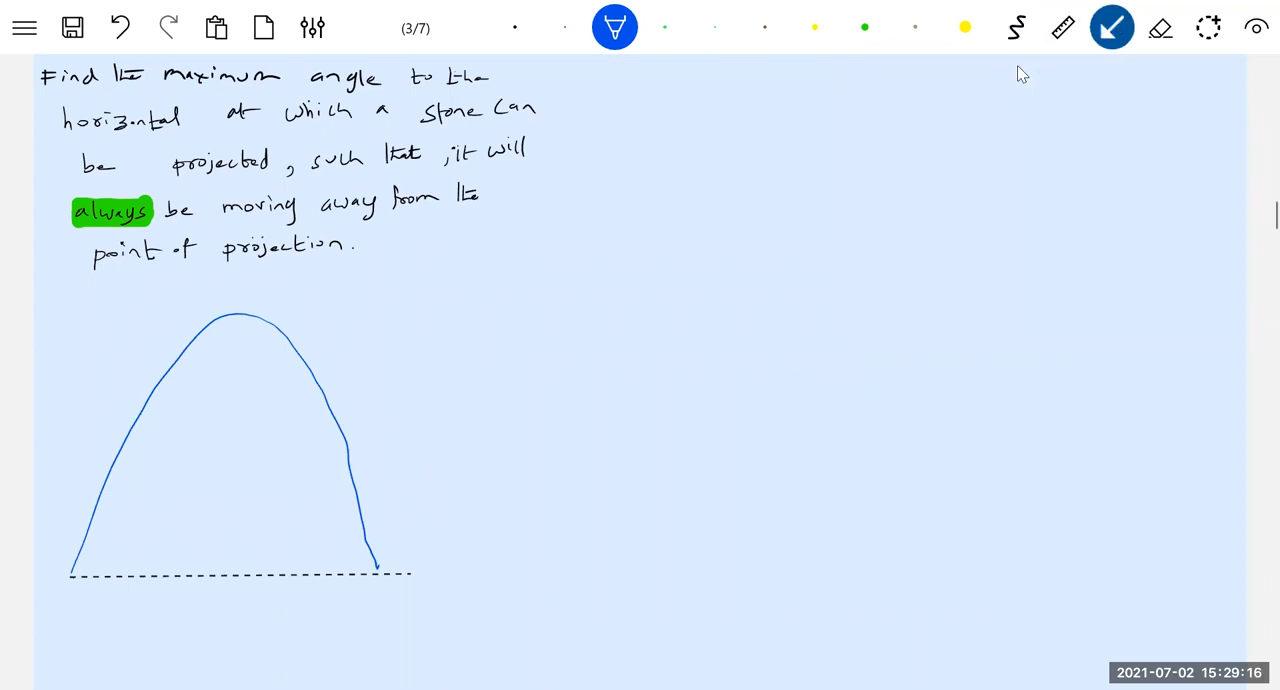 (3/7)
Find the maximum angle to the
horizontal at which a stone can
be projected, such that, it will
always be moving away from the
point of projection.
2021-07-02 15:29:16